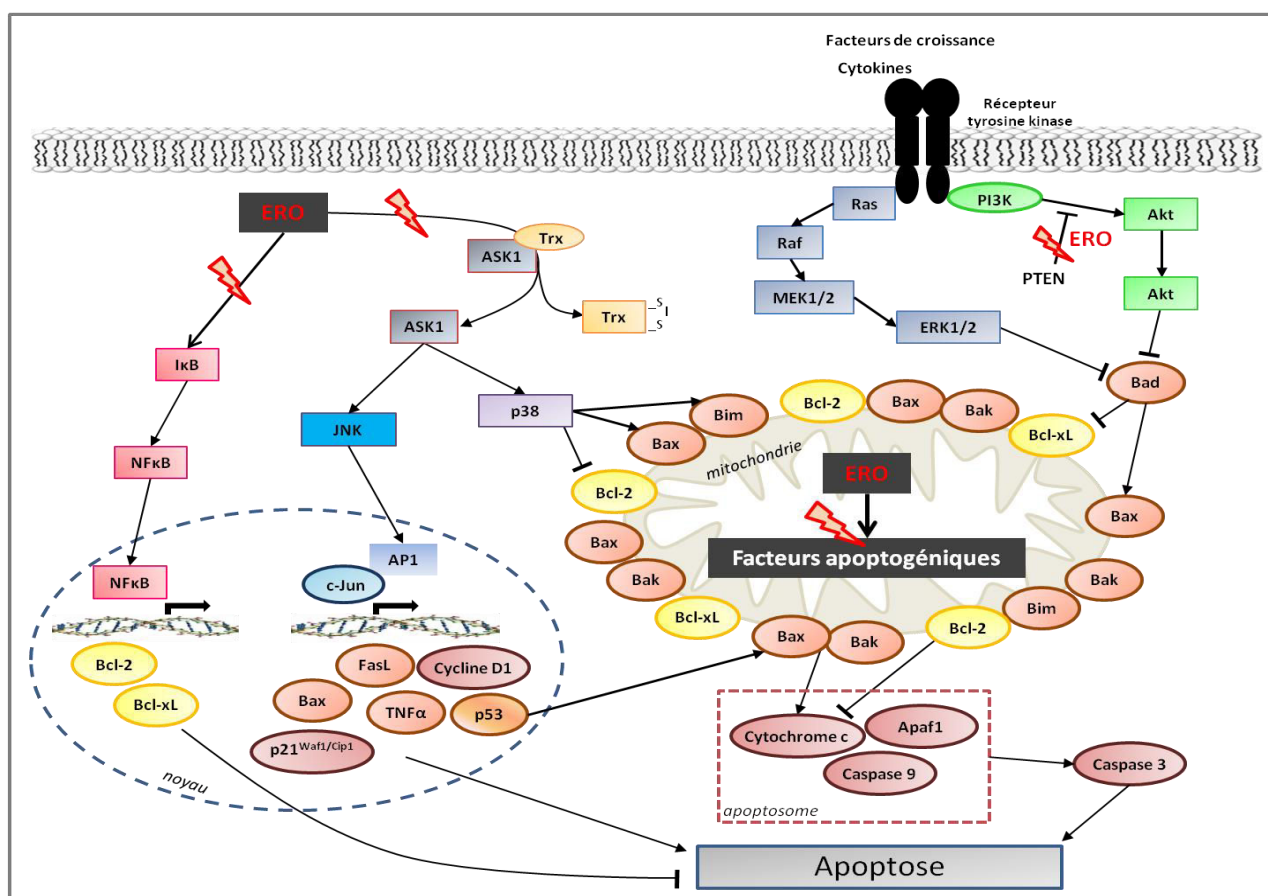 Facteurs de croissance
Cytokines
Récepteur
tyrosine kinase
ERO
Trx
ASK1
Ras
PI3K
Akt
Raf
ERO
PTEN
MEK1/2
Akt
Trx
_S
I
_S
ASK1
ERK1/2
IκB
Bad
JNK
p38
Bim
Bax
Bcl-2
Bax
Bak
Bcl-xL
mitochondrie
NFκB
ERO
Bcl-2
Bax
Bax
Facteurs apoptogéniques
AP1
NFκB
c-Jun
Bak
Bak
Bcl-xL
Bim
Bcl-2
Bax
Bak
Bcl-2
FasL
Cycline D1
Bcl-xL
Bax
TNFα
p53
p21Waf1/Cip1
noyau
Cytochrome c
Apaf1
Caspase 9
apoptosome
Caspase 3
Apoptose